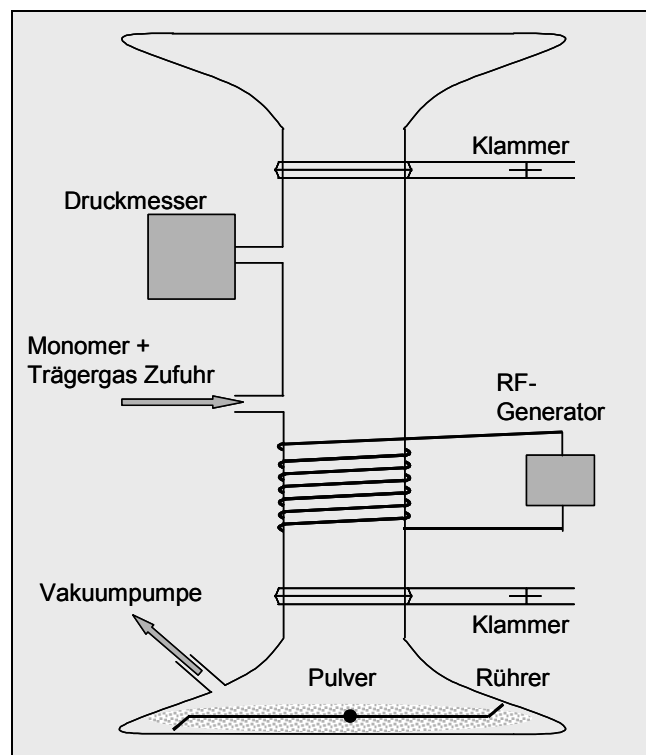 Klammer
Druckmesser
Monomer +
Trägergas Zufuhr
RF-
Generator
Vakuumpumpe
Klammer
Pulver
Rührer